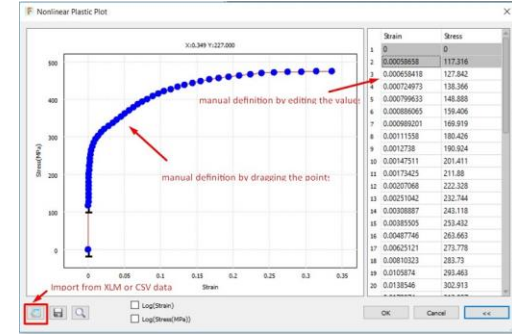 Nonlinear Plastic Plot
X:0.349 Y:227.000
500
400
300
200
100
0
Stress(MPa)
0 0.05 0.1 0.15 0.2 0.25 0.3 0.35
Strain
manual definition by editing the values
manual definition by dragging the points
Import from XLM or CSV data
Log(Strain)
Log(Stress(MPa))
Strain Stress
1 0 0
2 0.00058658 117.316
3 0.000658418 127.842
4 0.000724973 138.366
5 0.000799633 148.888
6 0.000886065 159.406
7 0.000989201 169.919
8 0.00111558 180.426
9 0.0012738 190.924
10 0.00147511 201.411
11 0.00173425 211.88
12 0.00207068 222.328
13 0.00251042 232.744
14 0.00308887 243.118
15 0.00385505 253.432
16 0.00487746 263.663
17 0.00625121 273.778
18 0.00810323 283.73
19 0.0105874 293.463
20 0.0138546 302.913
OK Cancel <<